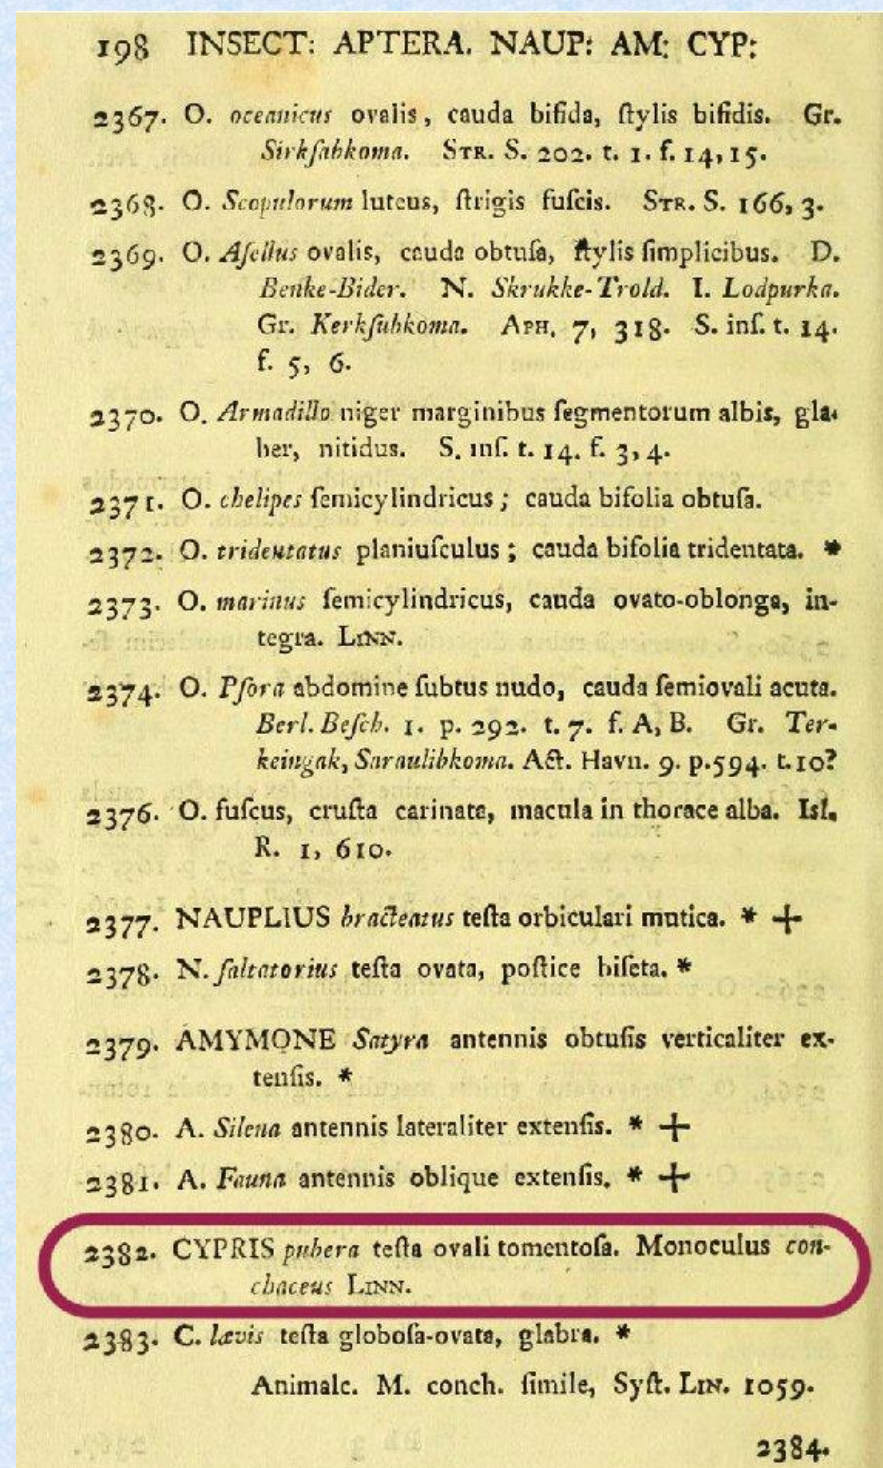 198 INSECT: APTERA. NAUP: AM: CYP:
2367. O. oceanicus ovalis, cauda bifida, ſtylis bifidis. Gr.
Sirkſahkoma. STR. S. 202. t. 1. f. 14, 15.
2368. O. Scopulorum luteus, ſtrigis fuſcis. STR. S. 166, 3.
2369. O. Aſellus ovalis, cauda obtuſa, ſtylis ſimplicibus. D.
Benke-Bider. N. Skrukke-Trold. I. Lodpurka.
Gr. Kerkſuhkoma. APH. 7, 318. S. inſ. t. 14.
f. 5, 6.
2370. O. Armadillo niger marginibus ſegmentorum albis, gla-
ber, nitidus. S. inſ. t. 14. f. 3, 4.
2371. O. chelipes ſemicylindricus; cauda bifolia obtuſa.
2372. O. tridentatus planiuſculus; cauda bifolia tridentata. *
2373. O. marinus ſemicylindricus, cauda ovato-oblonga, in-
tegra. LINN.
2374. O. Pſora abdomine ſubtus nudo, cauda ſemiovali acuta.
Berl. Beſch. 1. p. 292. t. 7. f. A, B. Gr. Ter-
keingak, Saraulibkoma. Act. Havn. 9. p. 594. t. 10?
2376. O. fuſcus, cruſta carinata, macula in thorace alba. Isl.
R. 1, 610.
2377. NAUPLIUS bracteatus teſta orbiculari mutica. * +
2378. N. ſaltatorius teſta ovata, poſtice biſeta. *
2379. AMYMONE Satyra antennis obtuſis verticaliter ex-
tenſis. *
2380. A. Silena antennis lateraliter extenſis. * +
2381. A. Fauna antennis oblique extenſis. * +
2382. CYPRIS pubera teſta ovali tomentoſa. Monoculus con-
chaceus LINN.
2383. C. lævis teſta globoſa-ovata, glabra. *
Animalc. M. conch. ſimile, Syſt. LIN. 1059.
2384.